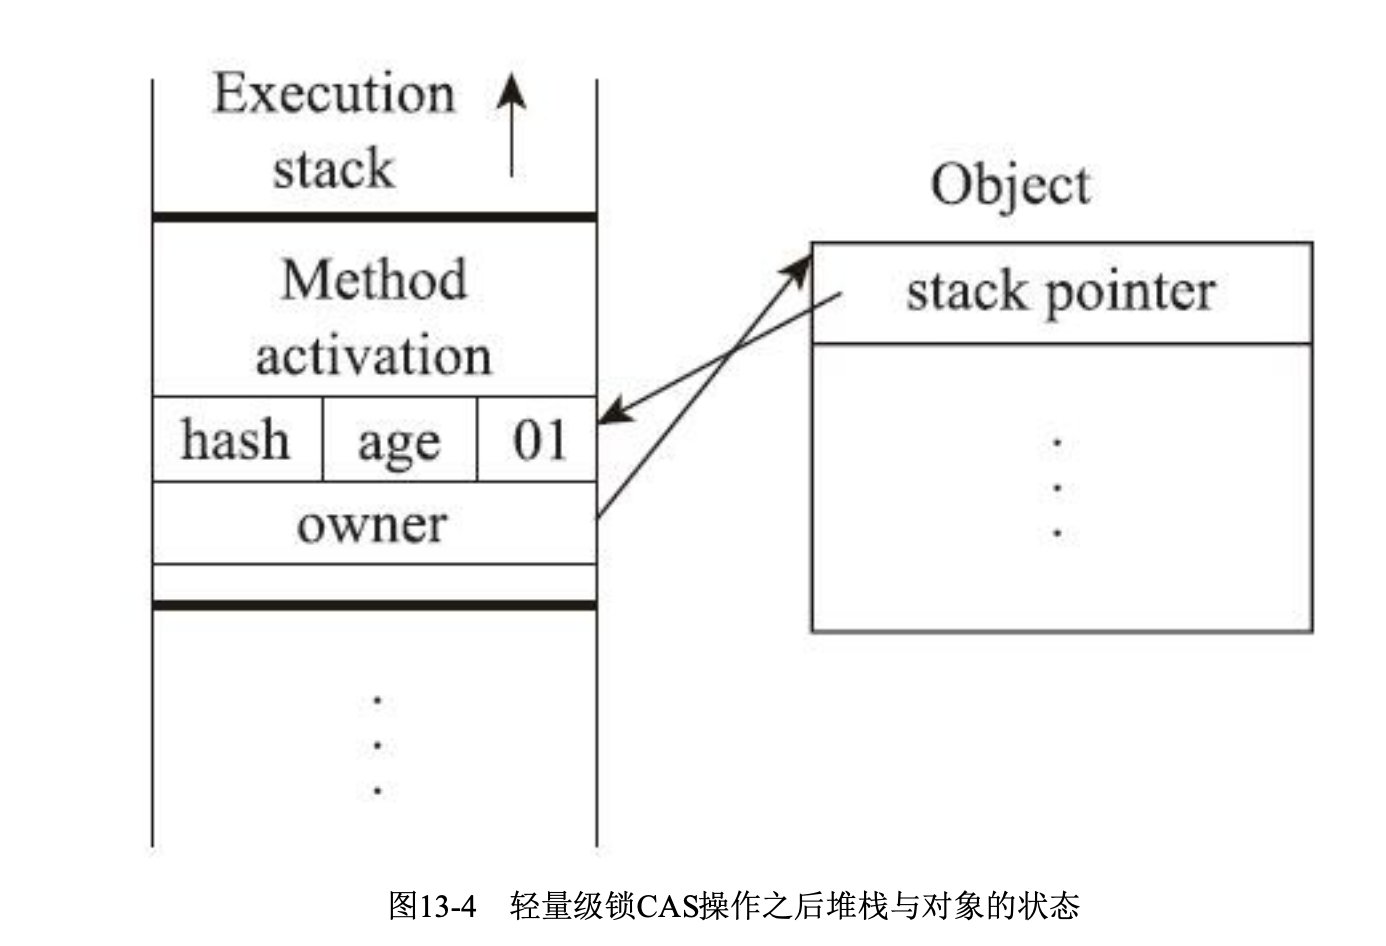 Execution
stack
Method
activation
hash age 01
owner
Object
stack pointer
图13-4 轻量级锁CAS操作之后堆栈与对象的状态